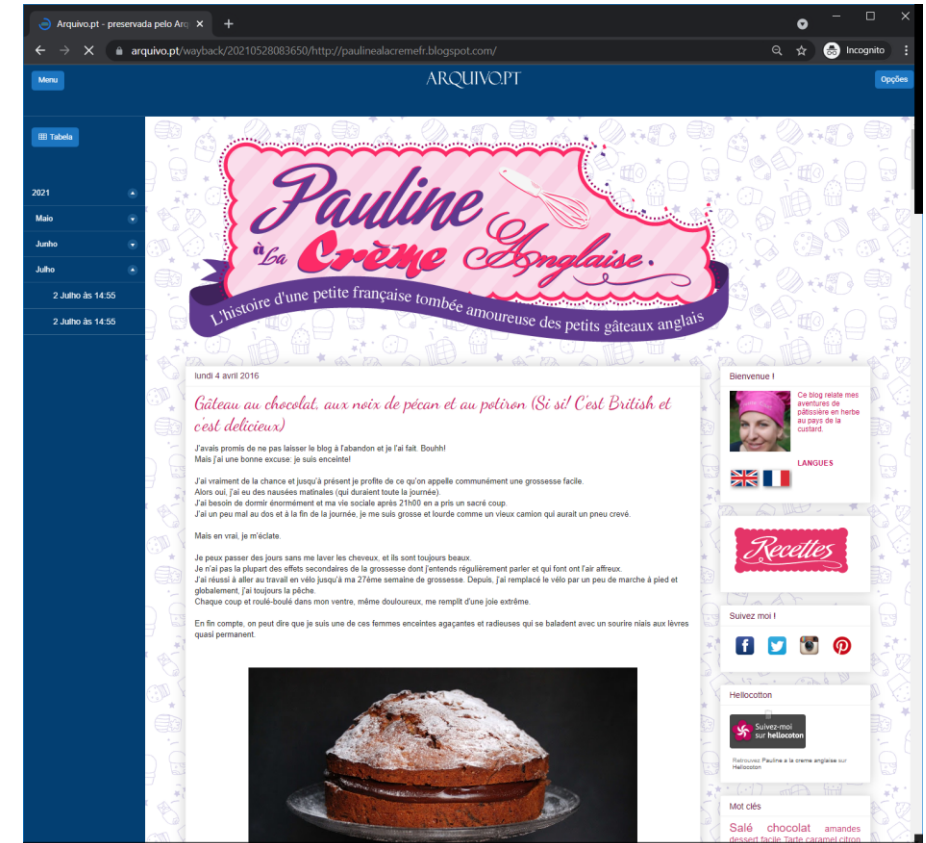 Arquivo.pt - preservada pelo Arq
arquivo.pt/wayback/20210528083650/http://paulinealacremefr.blogspot.com/
Incognito
Menu
ARQUIVO.PT
Opções
Tabela
2021
Maio
Junho
Julho
2 Julho às 14:55
2 Julho às 14:55
Pauline
à La Crème Anglaise.
L'histoire d'une petite française tombée amoureuse des petits gâteaux anglais
lundi 4 avril 2016
Gâteau au chocolat, aux noix de pécan et au potiron (Si si! C'est British et
c'est delicieux)
J'avais promis de ne pas laisser le blog à l'abandon et je l'ai fait. Bouhh!
Mais j'ai une bonne excuse: je suis enceinte!
J'ai vraiment de la chance et jusqu'à présent je profite de ce qu'on appelle communément une grossesse facile.
Alors oui, j'ai eu des nausées matinales (qui duraient toute la journée).
J'ai besoin de dormir énormément et ma vie sociale après 21h00 en a pris un sacré coup.
J'ai un peu mal au dos et à la fin de la journée, je me suis grosse et lourde comme un vieux camion qui aurait un pneu crevé.
Mais en vrai, je m'éclate.
Je peux passer des jours sans me laver les cheveux, et ils sont toujours beaux.
Je n'ai pas la plupart des effets secondaires de la grossesse dont j'entends régulièrement parler et qui font ont l'air affreux.
J'ai réussi à aller au travail en vélo jusqu'à ma 27ème semaine de grossesse. Depuis, j'ai remplacé le vélo par un peu de marche à pied et
globalement, j'ai toujours la pêche.
Chaque coup et roulé-boulé dans mon ventre, même douloureux, me remplit d'une joie extrême.
En fin compte, on peut dire que je suis une de ces femmes enceintes agaçantes et radieuses qui se baladent avec un sourire niais aux lèvres
quasi permanent.
Bienvenue !
Ce blog relate mes
aventures de
pâtissière en herbe
au pays de la
custard.
LANGUES
Recettes
Suivez moi !
Hellocotton
Suivez-moi
sur hellocoton
Retrouvez Pauline a la creme anglaise sur
Hellocoton
Mot clés
Salé chocolat amandes
dessert facile Tarte caramel citron